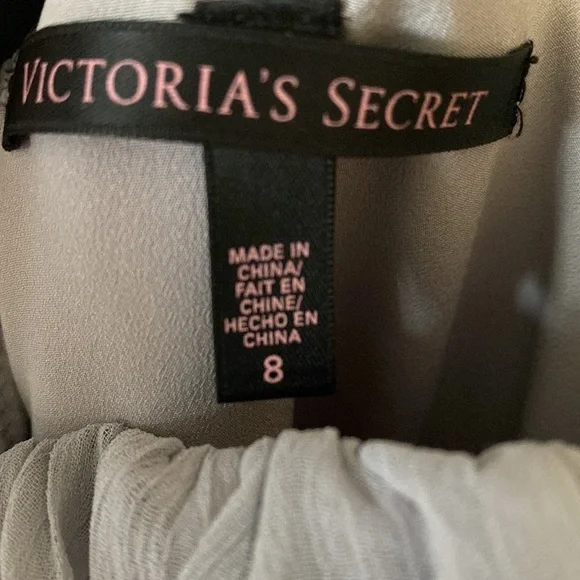 VICTORIA'S SECRET
MADE IN
CHINA/
FAIT EN
CHINE/
HECHO EN
CHINA
8